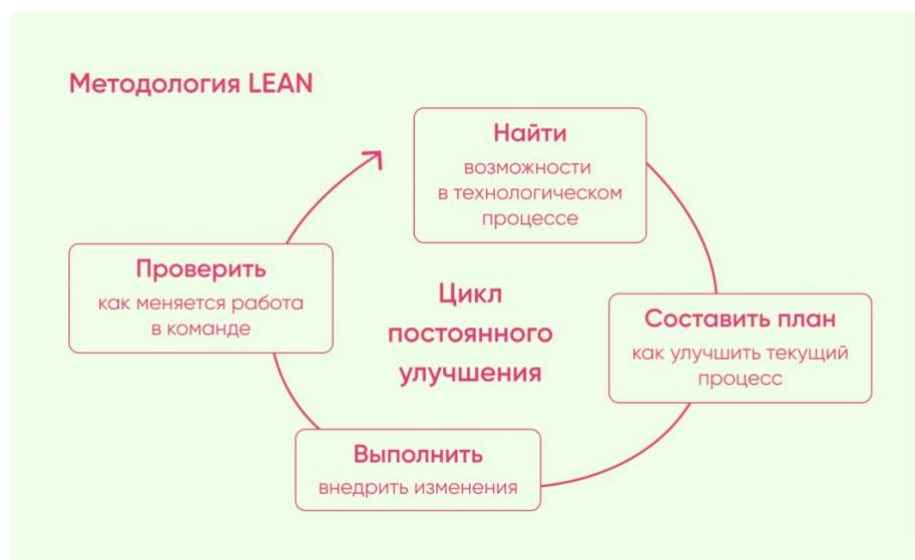 Методология LEAN
Найти
возможности
в технологическом
процессе
Проверить
как меняется работа
в команде
Цикл
постоянного
улучшения
Составить план
как улучшить текущий
процесс
Выполнить
внедрить изменения